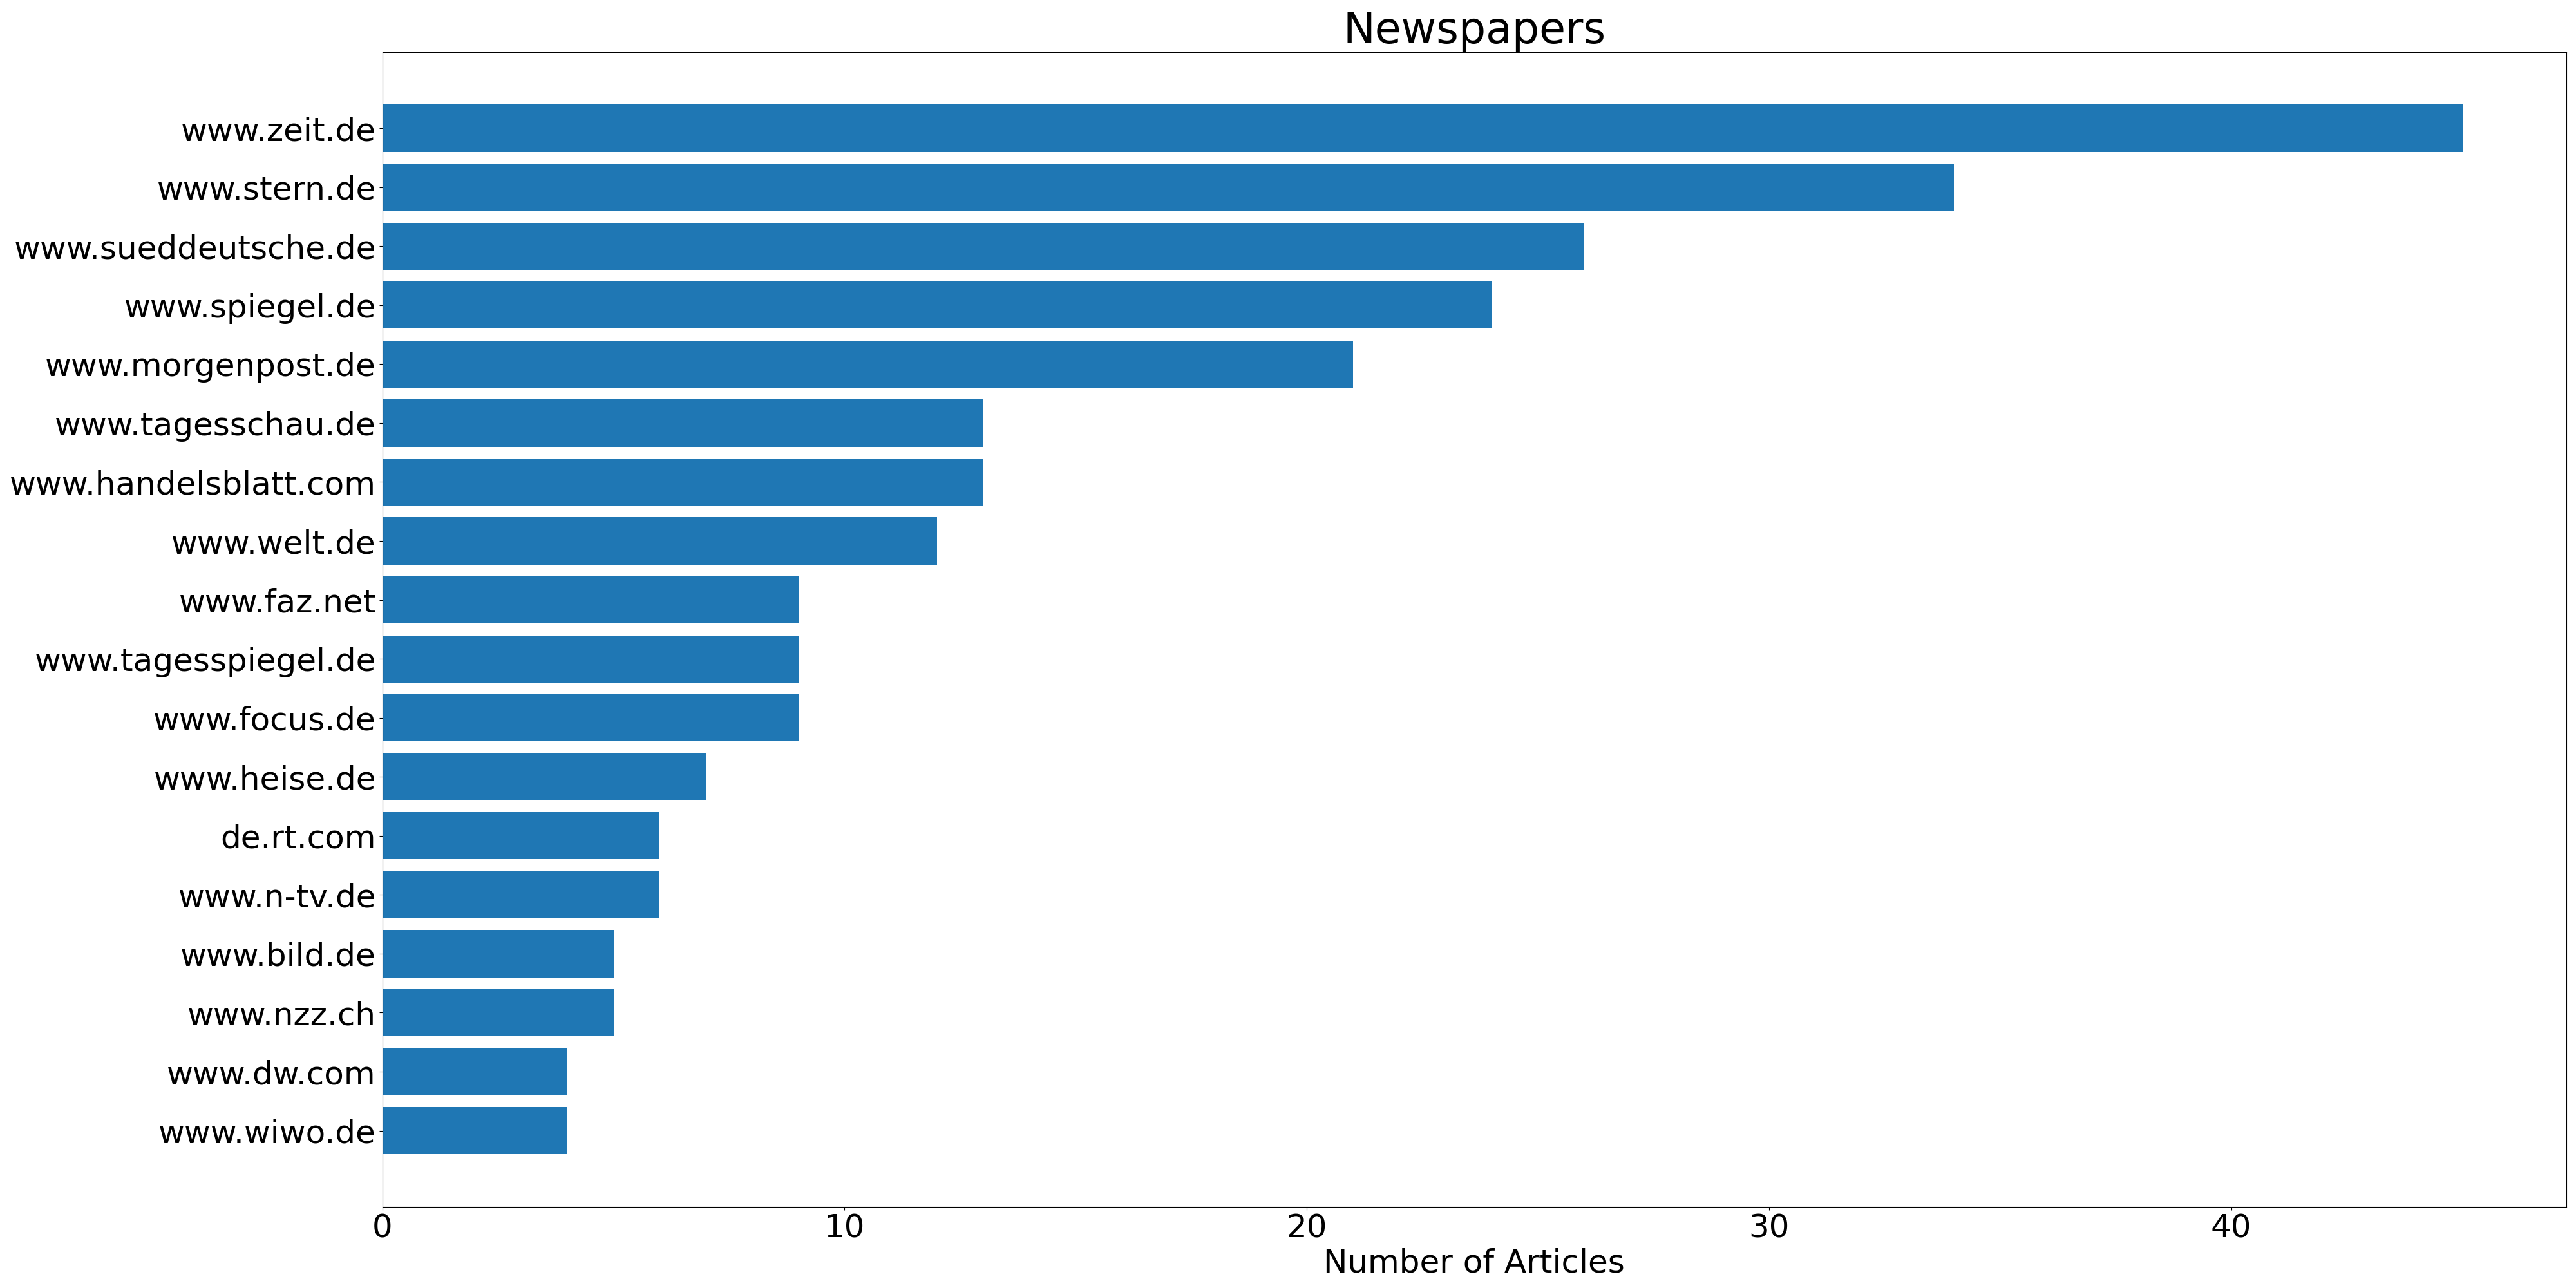 Newspapers
www.zeit.de
www.stern.de
www.sueddeutsche.de
www.spiegel.de
www.morgenpost.de
www.tagesschau.de
www.handelsblatt.com
www.welt.de
www.faz.net
www.tagesspiegel.de
www.focus.de
www.heise.de
de.rt.com
www.n-tv.de
www.bild.de
www.nzz.ch
www.dw.com
www.wiwo.de
0 10 20 30 40
Number of Articles